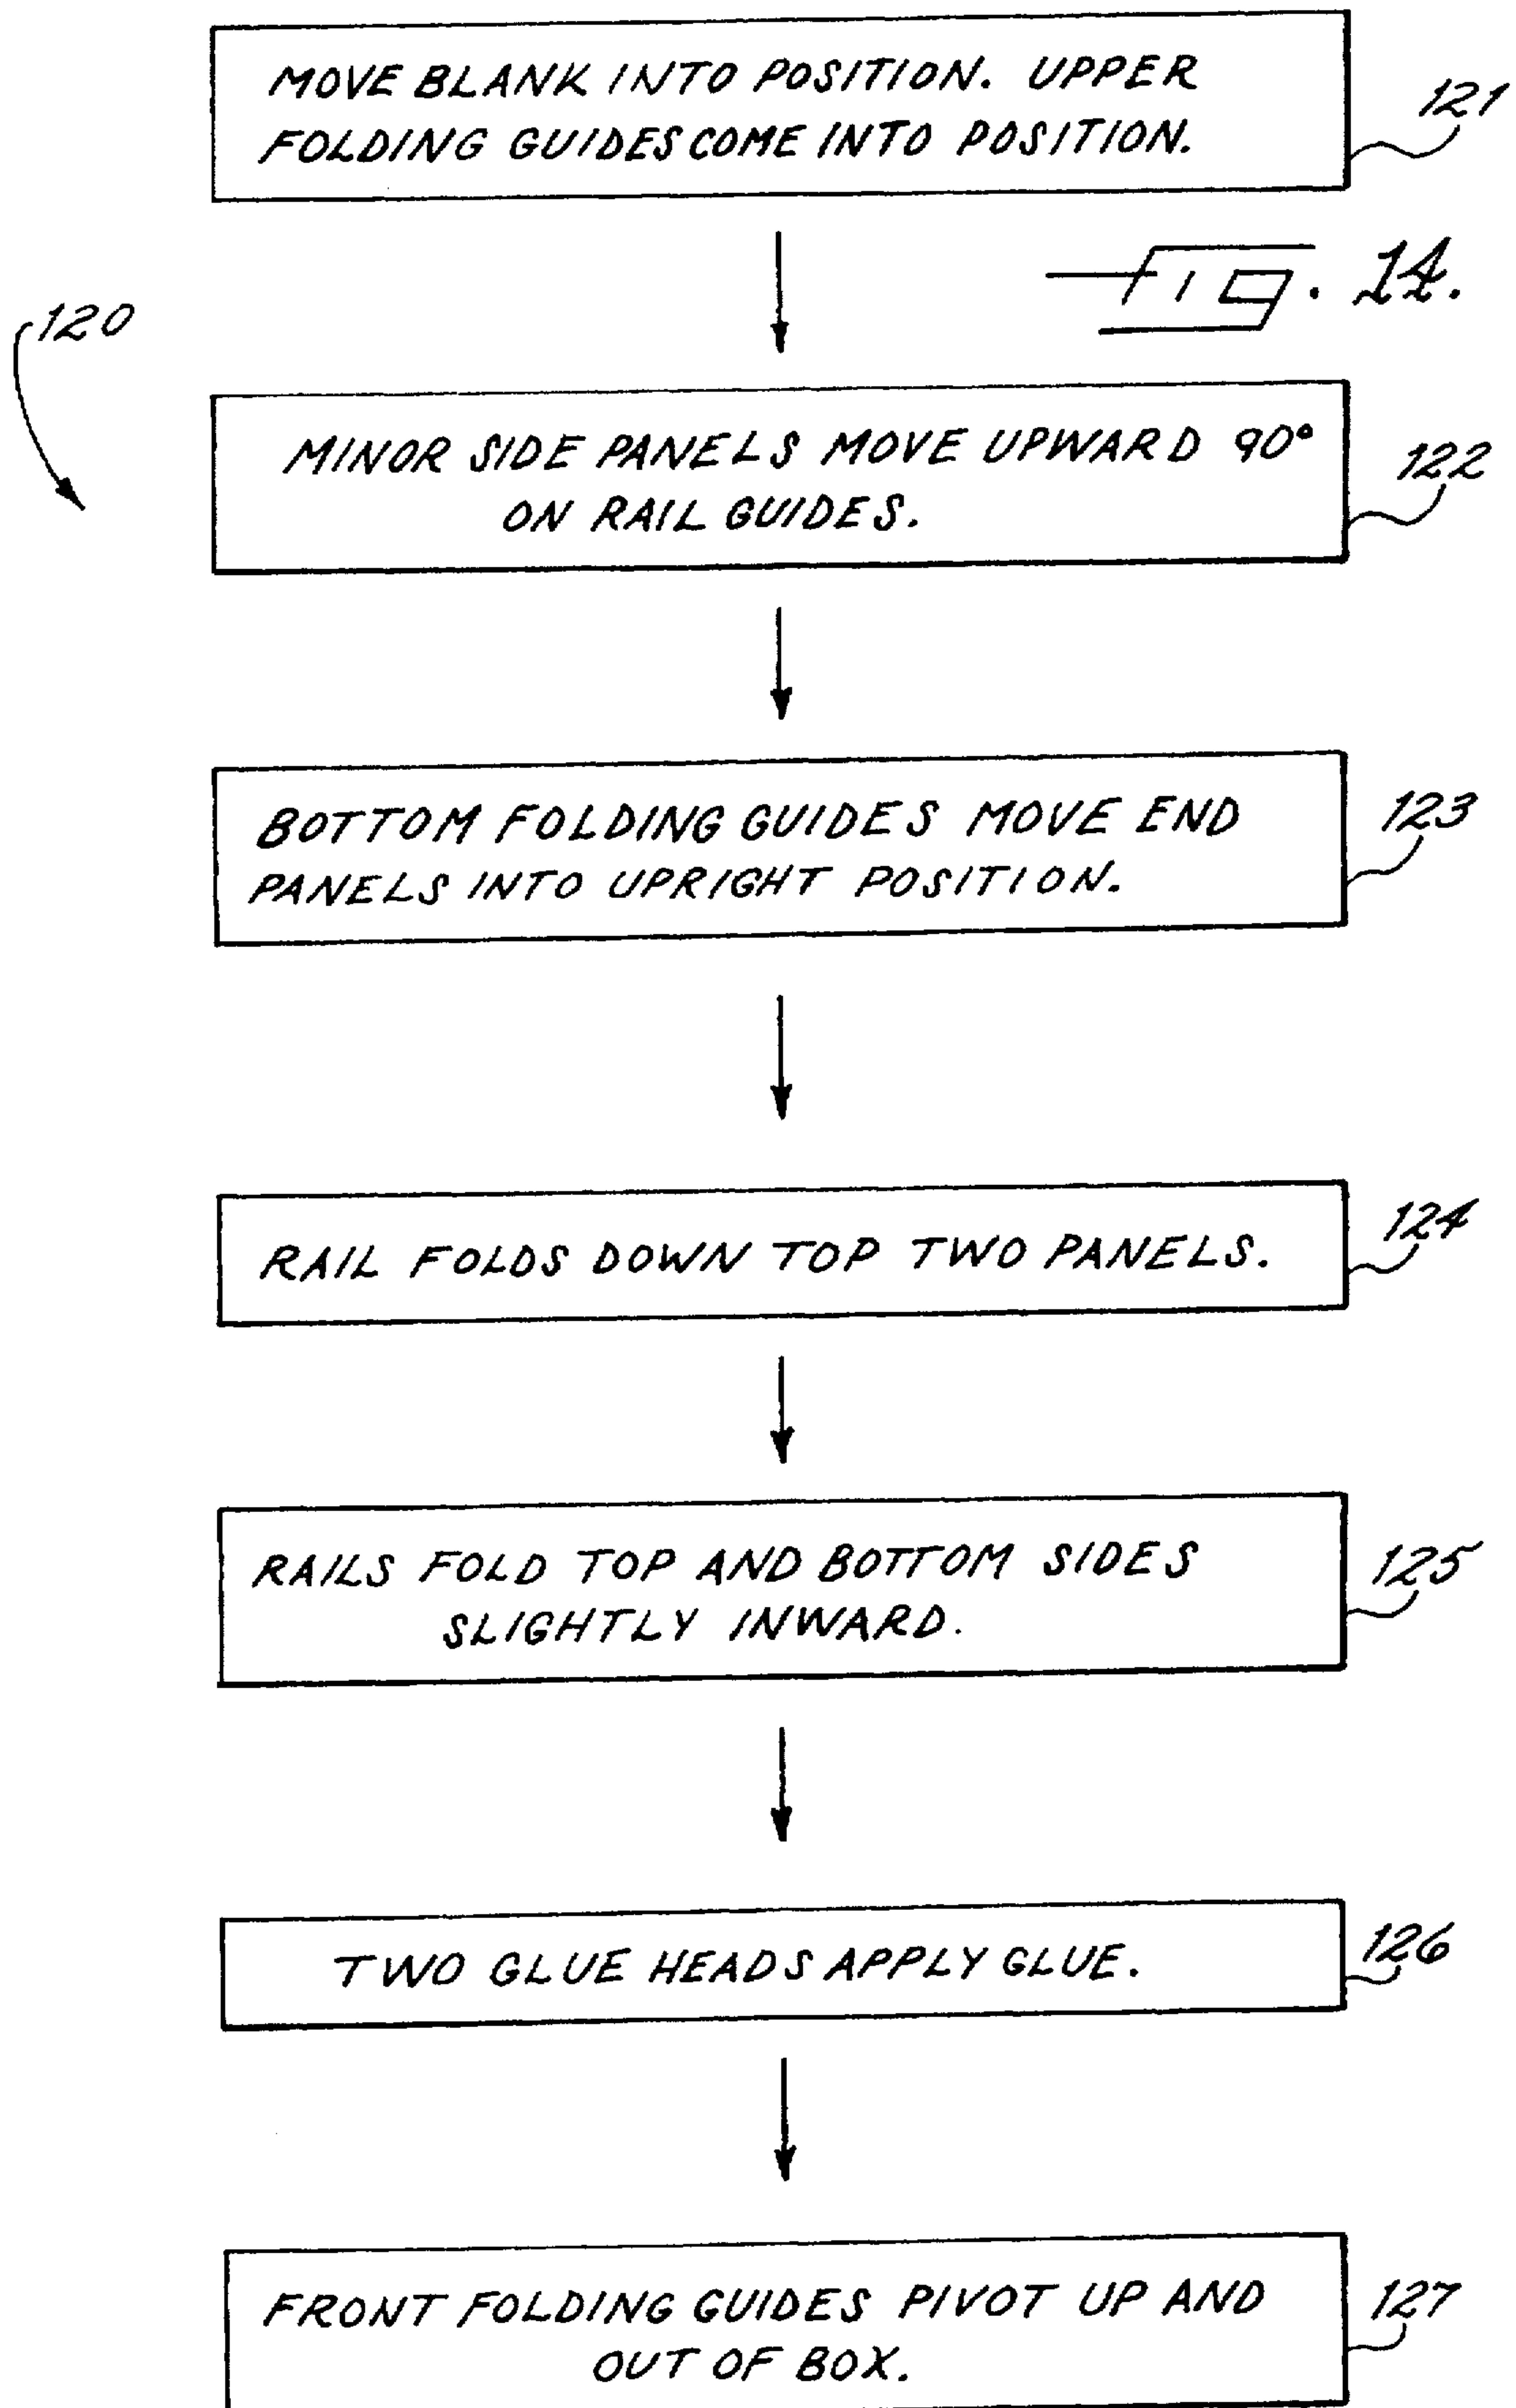 MOVE BLANK INTO POSITION. UPPER
FOLDING GUIDES COME INTO POSITION.
121
Fig. 14.
120
MINOR SIDE PANELS MOVE UPWARD 90°
ON RAIL GUIDES.
122
BOTTOM FOLDING GUIDES MOVE END
PANELS INTO UPRIGHT POSITION.
123
RAIL FOLDS DOWN TOP TWO PANELS.
124
RAILS FOLD TOP AND BOTTOM SIDES
SLIGHTLY INWARD.
125
TWO GLUE HEADS APPLY GLUE.
126
FRONT FOLDING GUIDES PIVOT UP AND
OUT OF BOX.
127